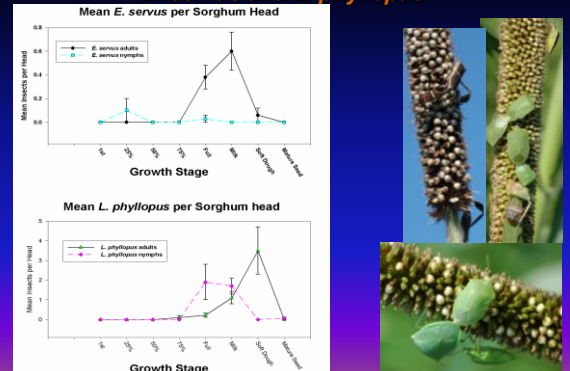 Mean E. servus per Sorghum Head
Mean Insects per Head
0.8
0.6
0.4
0.2
0.0
E. servus adults
E. servus nymphs
1st
25%
50%
75%
Full
Milk
Soft Dough
Mature Seed
Growth Stage
Mean L. phyllopus per Sorghum head
Mean Insects per Head
5
4
3
2
1
0
L. phyllopus adults
L. phyllopus nymphs
1st
25%
50%
75%
Full
Milk
Soft Dough
Mature Seed
Growth Stage